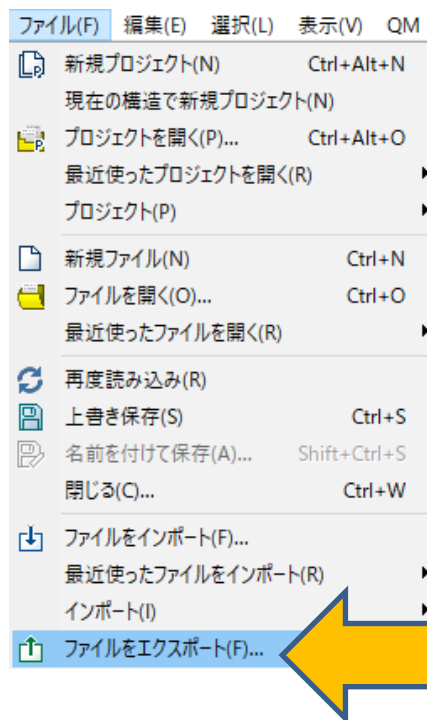 ファイル(F) 編集(E) 選択(L) 表示(V) QM
新規プロジェクト(N) Ctrl+Alt+N
現在の構造で新規プロジェクト(N)
プロジェクトを開く(P)... Ctrl+Alt+O
最近使ったプロジェクトを開く(R)
プロジェクト(P)
新規ファイル(N) Ctrl+N
ファイルを開く(O)... Ctrl+O
最近使ったファイルを開く(R)
再度読み込み(R)
上書き保存(S) Ctrl+S
名前を付けて保存(A)... Shift+Ctrl+S
閉じる(C)... Ctrl+W
ファイルをインポート(F)...
最近使ったファイルをインポート(R)
インポート(I)
ファイルをエクスポート(F)...